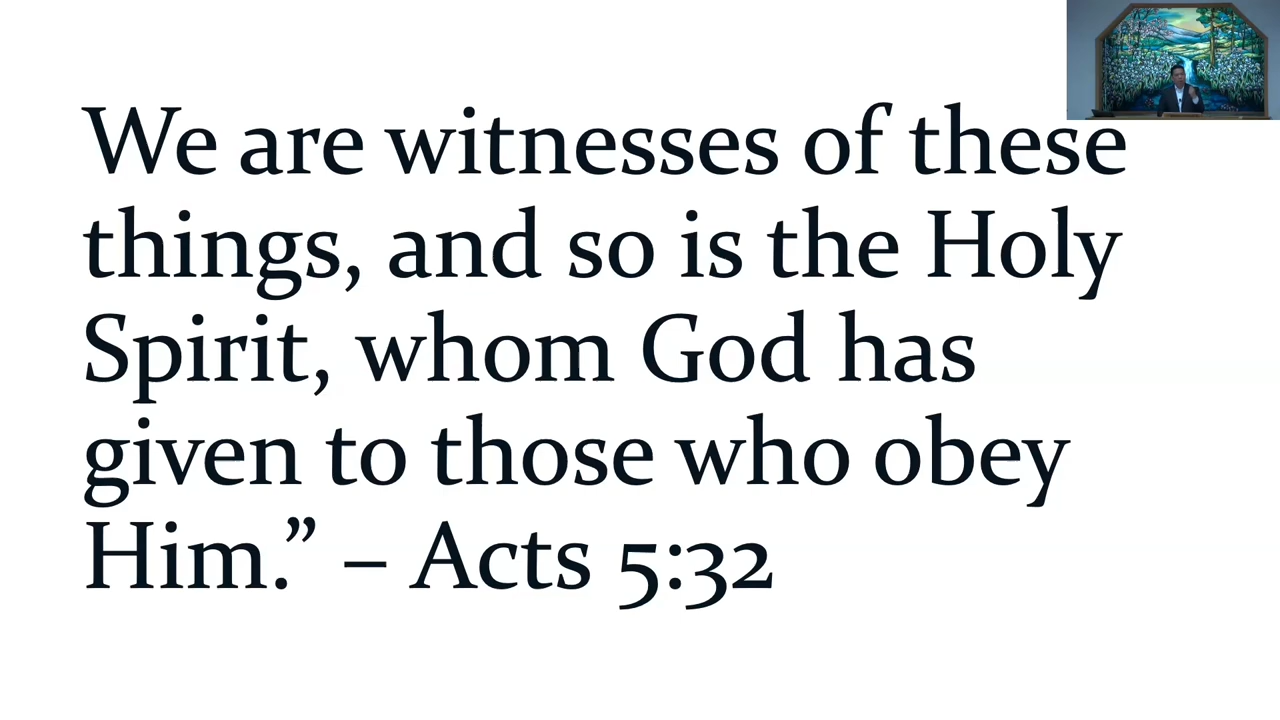 We are witnesses of these
things, and so is the Holy
Spirit, whom God has
given to those who obey
Him.” – Acts 5:32